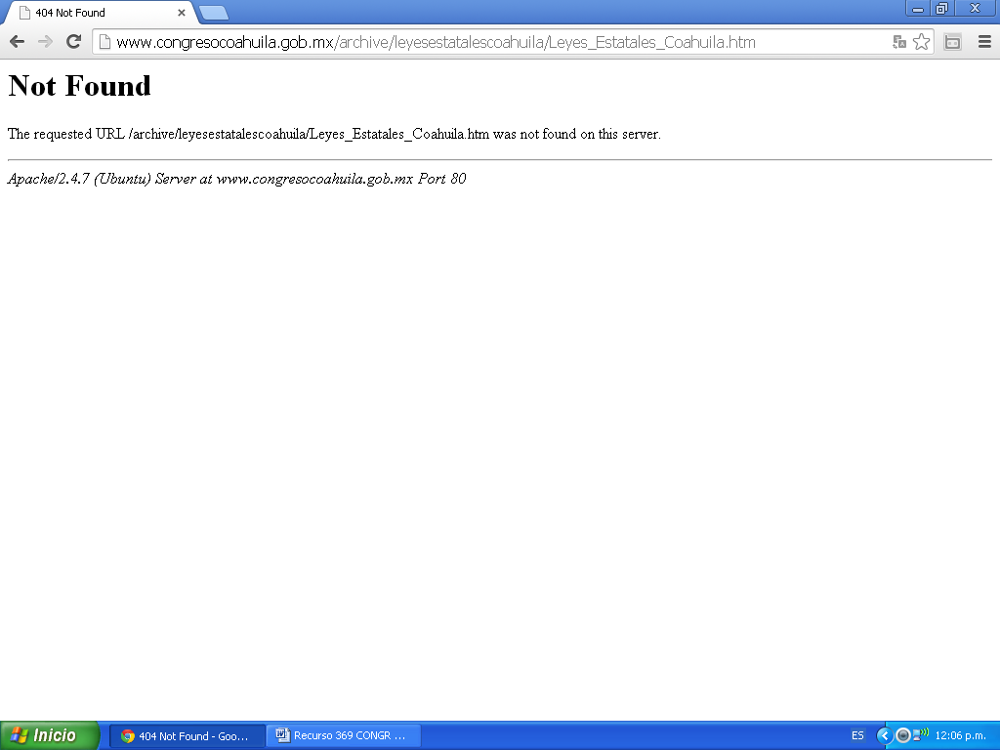 404 Not Found
www.congresocoahuila.gob.mx/archive/leyesestatalescoahuila/Leyes_Estatales_Coahuila.htm
Not Found
The requested URL /archive/leyesestatalescoahuila/Leyes_Estatales_Coahuila.htm was not found on this server.
Apache/2.4.7 (Ubuntu) Server at www.congresocoahuila.gob.mx Port 80
Inicio
404 Not Found - Goo...
Recurso 369 CONGR ...
ES
12:06 p.m.